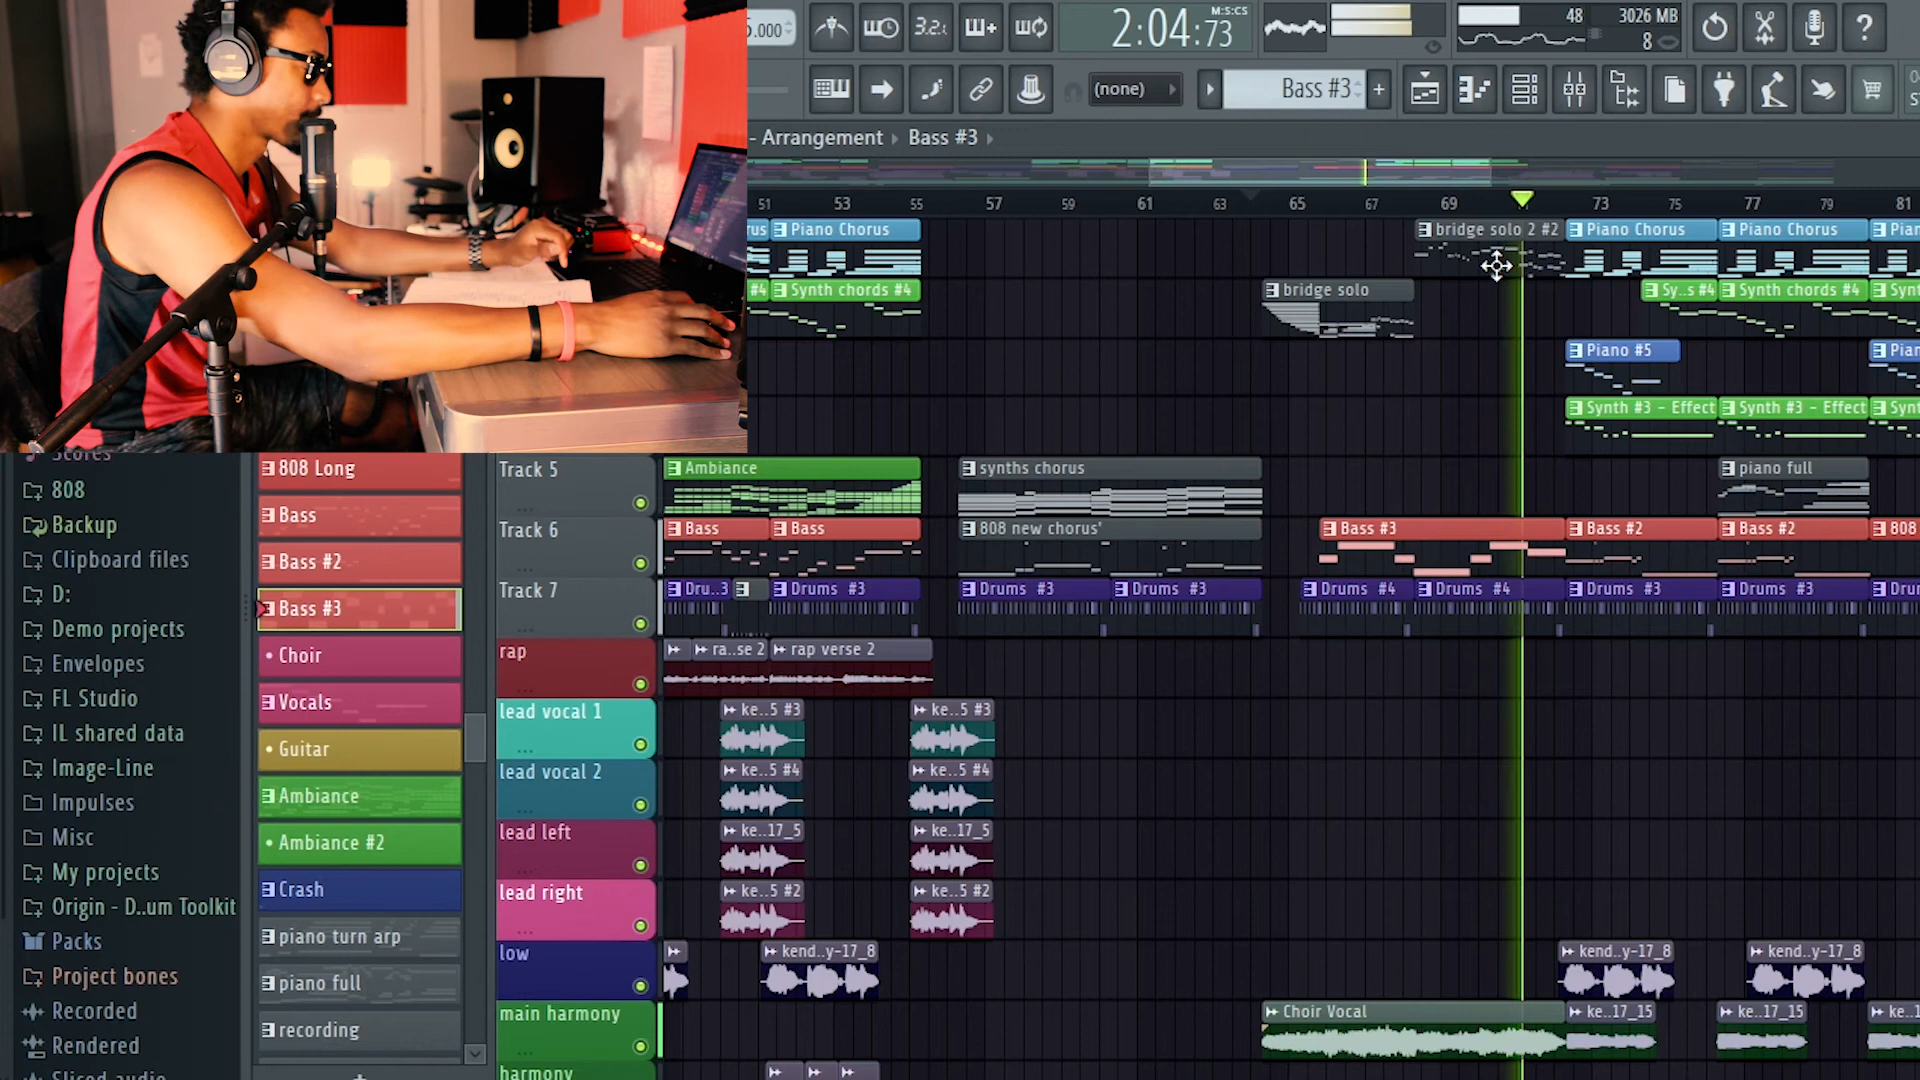 5.000
3.2.
2:04:73
M:S:CS
48
3026 MB
8
(none)
Bass #3
- Arrangement
Bass #3
51
53
55
57
59
61
63
65
67
69
73
75
77
79
81
Piano Chorus
bridge solo 2 #2
Piano Chorus
Piano Chorus
#4
Synth chords #4
bridge solo
Sy..s #4
Synth chords #4
Piano #5
Synth #3 - Effect
Synth #3 - Effect
808
Backup
Clipboard files
D:
Demo projects
Envelopes
FL Studio
IL shared data
Image-Line
Impulses
Misc
My projects
Origin - D..um Toolkit
Packs
Project bones
Recorded
Rendered
Sliced audio
808 Long
Bass
Bass #2
Bass #3
Choir
Vocals
Guitar
Ambiance
Ambiance #2
Crash
piano turn arp
piano full
recording
Track 5
Ambiance
synths chorus
piano full
Track 6
Bass
Bass
808 new chorus'
Bass #3
Bass #2
Bass #2
808
Track 7
Dru..3
Drums #3
Drums #3
Drums #3
Drums #4
Drums #4
Drums #3
Drums #3
rap
ra..se 2
rap verse 2
lead vocal 1
ke..5 #3
ke..5 #3
lead vocal 2
ke..5 #4
ke..5 #4
lead left
ke..17_5
ke..17_5
lead right
ke..5 #2
ke..5 #2
low
kend..y-17_8
kend..y-17_8
kend..y-17_8
main harmony
Choir Vocal
ke..17_15
ke..17_15
harmony